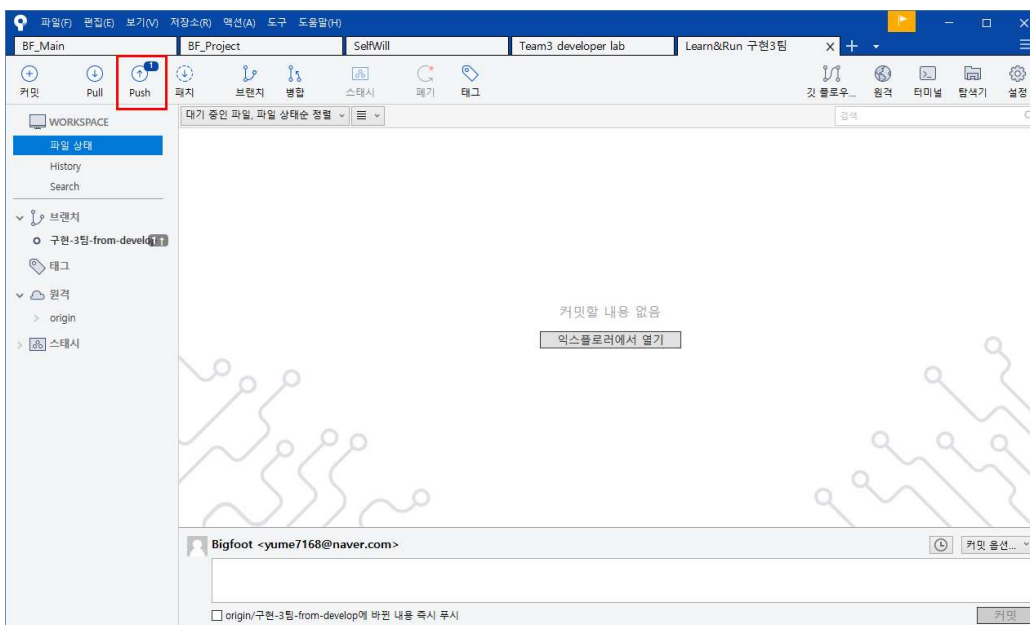 파일(F) 편집(E) 보기(V) 저장소(R) 액션(A) 도구 도움말(H)
BF_Main BF_Project SelfWill Team3 developer lab Learn&Run 구현3팀
1
커밋 Pull Push 패치 브랜치 병합 스태시 폐기 태그 깃 플로우... 원격 터미널 탐색기 설정
WORKSPACE
대기 중인 파일, 파일 상태순 정렬
검색
파일 상태
History
Search
브랜치
구현-3팀-from-develop 1↑
태그
원격
origin
스태시
커밋할 내용 없음
익스플로러에서 열기
Bigfoot <yume7168@naver.com>
커밋 옵션...
origin/구현-3팀-from-develop에 바뀐 내용 즉시 푸시
커밋